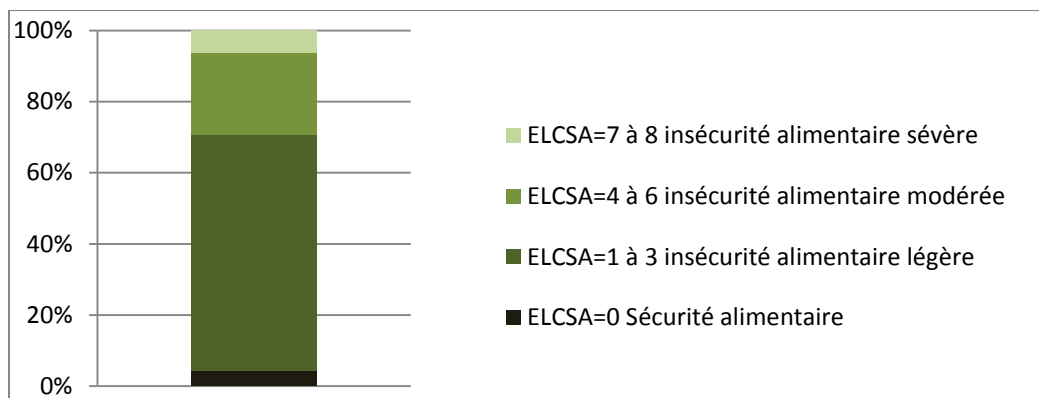 100%
80%
60%
40%
20%
0%
ELCSA=7 à 8 insécurité alimentaire sévère
ELCSA=4 à 6 insécurité alimentaire modérée
ELCSA=1 à 3 insécurité alimentaire légère
ELCSA=0 Sécurité alimentaire